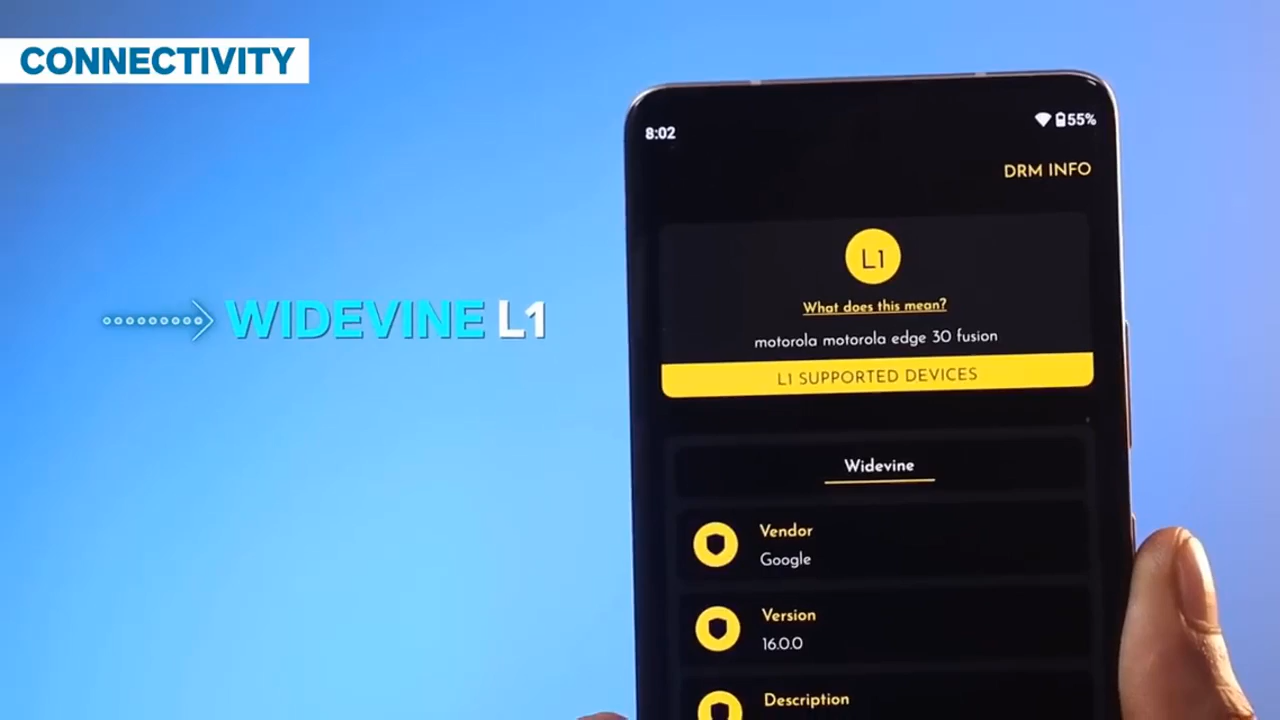 CONNECTIVITY
8:02
55%
DRM INFO
L1
What does this mean?
motorola motorola edge 30 fusion
L1 SUPPORTED DEVICES
WIDEVINE L1
Widevine
Vendor
Google
Version
16.0.0
Description